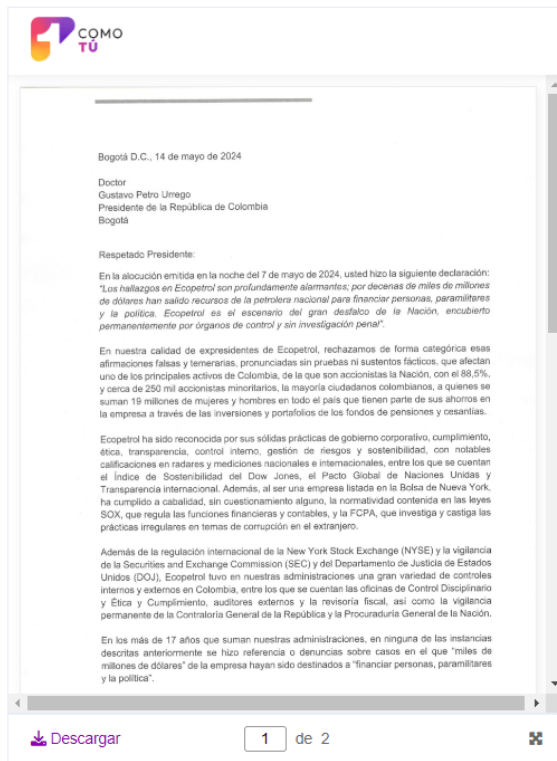 COMO
TÚ
Bogotá D.C., 14 de mayo de 2024
Doctor
Gustavo Petro Urrego
Presidente de la República de Colombia
Bogotá
Respetado Presidente:
En la alocución emitida en la noche del 7 de mayo de 2024, usted hizo la siguiente declaración:
"Los hallazgos en Ecopetrol son profundamente alarmantes; por decenas de miles de millones
de dólares han salido recursos de la petrolera nacional para financiar personas, paramilitares
y la política. Ecopetrol es el escenario del gran desfalco de la Nación, encubierto
permanentemente por órganos de control y sin investigación penal".
En nuestra calidad de expresidentes de Ecopetrol, rechazamos de forma categórica esas
afirmaciones falsas y temerarias, pronunciadas sin pruebas ni sustentos fácticos, que afectan
uno de los principales activos de Colombia, de la que son accionistas la Nación, con el 88,5%,
y cerca de 250 mil accionistas minoritarios, la mayoría ciudadanos colombianos, a quienes se
suman 19 millones de mujeres y hombres en todo el país que tienen parte de sus ahorros en
la empresa a través de las inversiones y portafolios de los fondos de pensiones y cesantías.
Ecopetrol ha sido reconocida por sus sólidas prácticas de gobierno corporativo, cumplimiento,
ética, transparencia, control interno, gestión de riesgos y sostenibilidad, con notables
calificaciones en radares y mediciones nacionales e internacionales, entre los que se cuentan
el Índice de Sostenibilidad del Dow Jones, el Pacto Global de Naciones Unidas y
Transparencia internacional. Además, al ser una empresa listada en la Bolsa de Nueva York,
ha cumplido a cabalidad, sin cuestionamiento alguno, la normatividad contenida en las leyes
SOX, que regula las funciones financieras y contables, y la FCPA, que investiga y castiga las
prácticas irregulares en temas de corrupción en el extranjero.
Además de la regulación internacional de la New York Stock Exchange (NYSE) y la vigilancia
de la Securities and Exchange Commission (SEC) y del Departamento de Justicia de Estados
Unidos (DOJ), Ecopetrol tuvo en nuestras administraciones una gran variedad de controles
internos y externos en Colombia, entre los que se cuentan las oficinas de Control Disciplinario
y Ética y Cumplimiento, auditores externos y la revisoría fiscal, así como la vigilancia
permanente de la Contraloría General de la República y la Procuraduría General de la Nación.
En los más de 17 años que suman nuestras administraciones, en ninguna de las instancias
descritas anteriormente se hizo referencia o denuncias sobre casos en el que "miles de
millones de dólares" de la empresa hayan sido destinados a "financiar personas, paramilitares
y la política".
Descargar 1 de 2